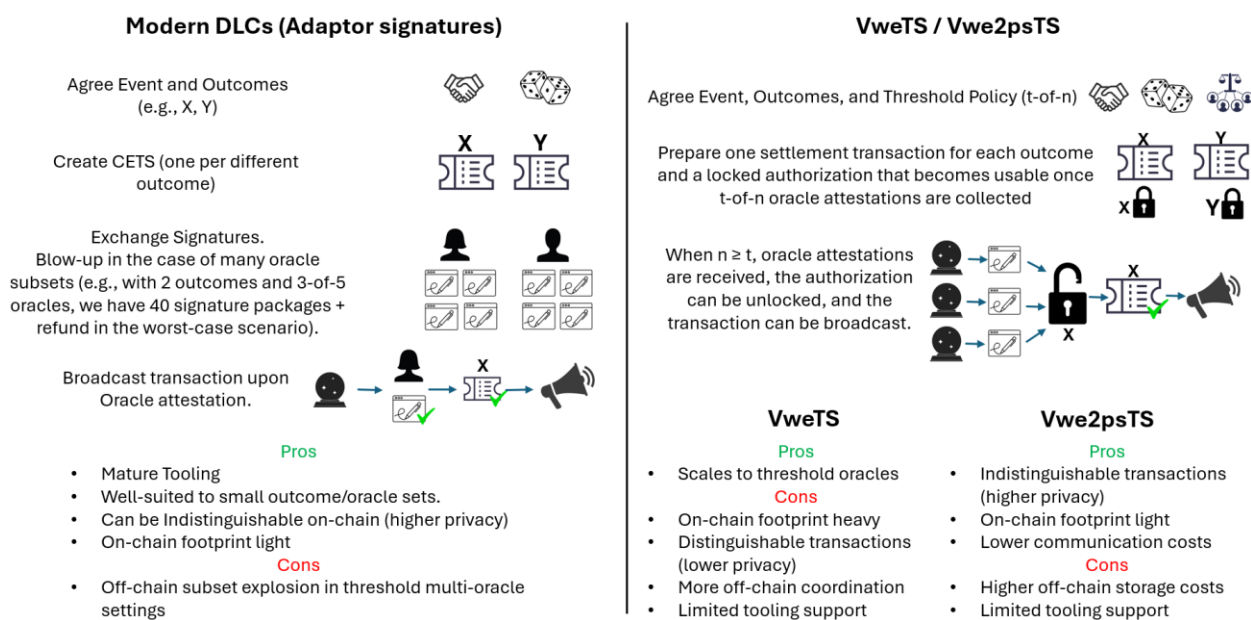 Modern DLCs (Adaptor signatures)
Agree Event and Outcomes
(e.g., X, Y)
Create CETS (one per different
outcome)
X
Y
Exchange Signatures.
Blow-up in the case of many oracle
subsets (e.g., with 2 outcomes and 3-of-5
oracles, we have 40 signature packages +
refund in the worst-case scenario).
Broadcast transaction upon
Oracle attestation.
X
Pros
• Mature Tooling
• Well-suited to small outcome/oracle sets.
• Can be Indistinguishable on-chain (higher privacy)
• On-chain footprint light
Cons
• Off-chain subset explosion in threshold multi-oracle
settings
VweTS / Vwe2psTS
Agree Event, Outcomes, and Threshold Policy (t-of-n)
Prepare one settlement transaction for each outcome
and a locked authorization that becomes usable once
t-of-n oracle attestations are collected
X
Y
X
Y
When n ≥ t, oracle attestations
are received, the authorization
can be unlocked, and the
transaction can be broadcast.
X
X
VweTS
Pros
• Scales to threshold oracles
Cons
• On-chain footprint heavy
• Distinguishable transactions
(lower privacy)
• More off-chain coordination
• Limited tooling support
Vwe2psTS
Pros
• Indistinguishable transactions
(higher privacy)
• On-chain footprint light
• Lower communication costs
Cons
• Higher off-chain storage costs
• Limited tooling support